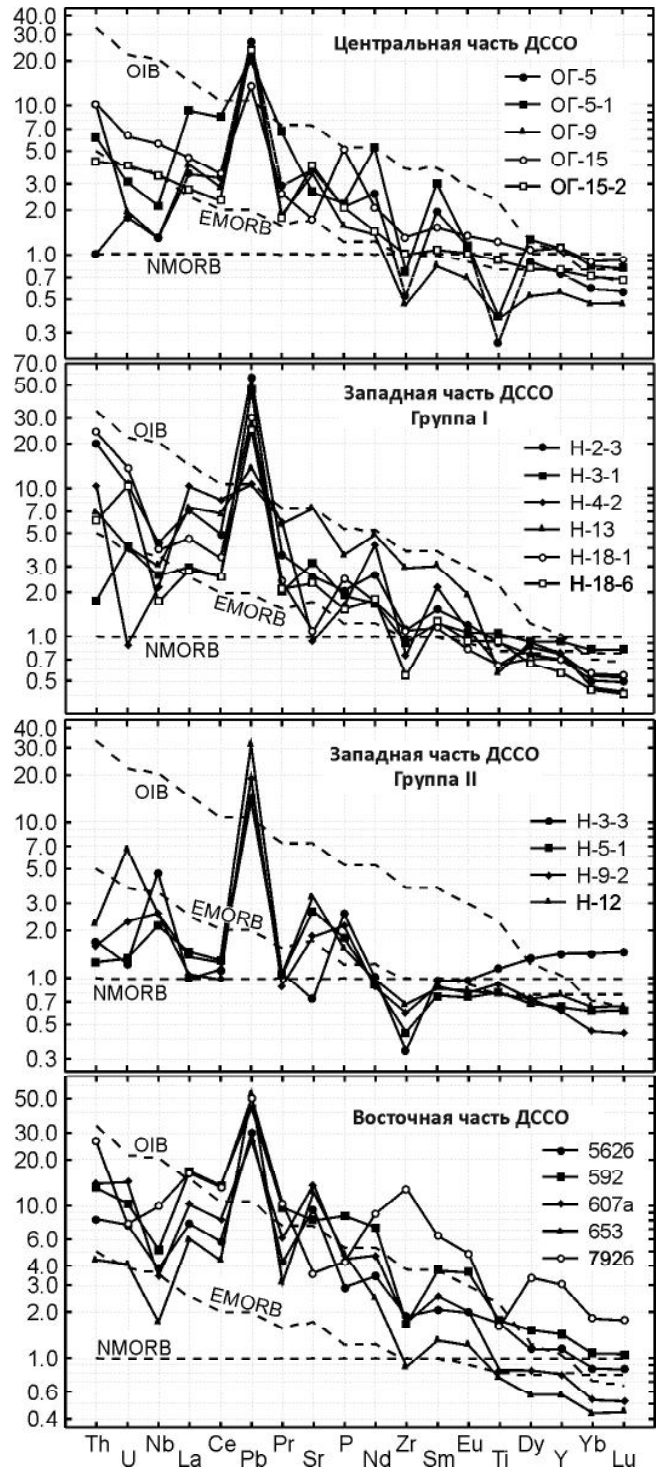 40.0
20.0
10.0
7.0
5.0
3.0
2.0
1.0
0.7
0.5
0.3
Центральная часть ДССО
OIB
EMORB
NMORB
ОГ-5
ОГ-5-1
ОГ-9
ОГ-15
ОГ-15-2
70.0
50.0
30.0
20.0
10.0
7.0
5.0
3.0
2.0
1.0
0.7
0.5
Западная часть ДССО
Группа I
OIB
EMORB
NMORB
Н-2-3
Н-3-1
Н-4-2
Н-13
Н-18-1
Н-18-6
40.0
30.0
20.0
10.0
7.0
5.0
3.0
2.0
1.0
0.7
0.5
0.3
Западная часть ДССО
Группа II
OIB
EMORB
NMORB
Н-3-3
Н-5-1
Н-9-2
Н-12
50.0
30.0
20.0
10.0
6.0
4.0
3.0
2.0
1.0
0.6
0.4
Восточная часть ДССО
OIB
EMORB
NMORB
562б
592
607а
653
792б
Th U Nb La Ce Pb Pr Sr P Nd Zr Sm Eu Ti Dy Y Yb Lu